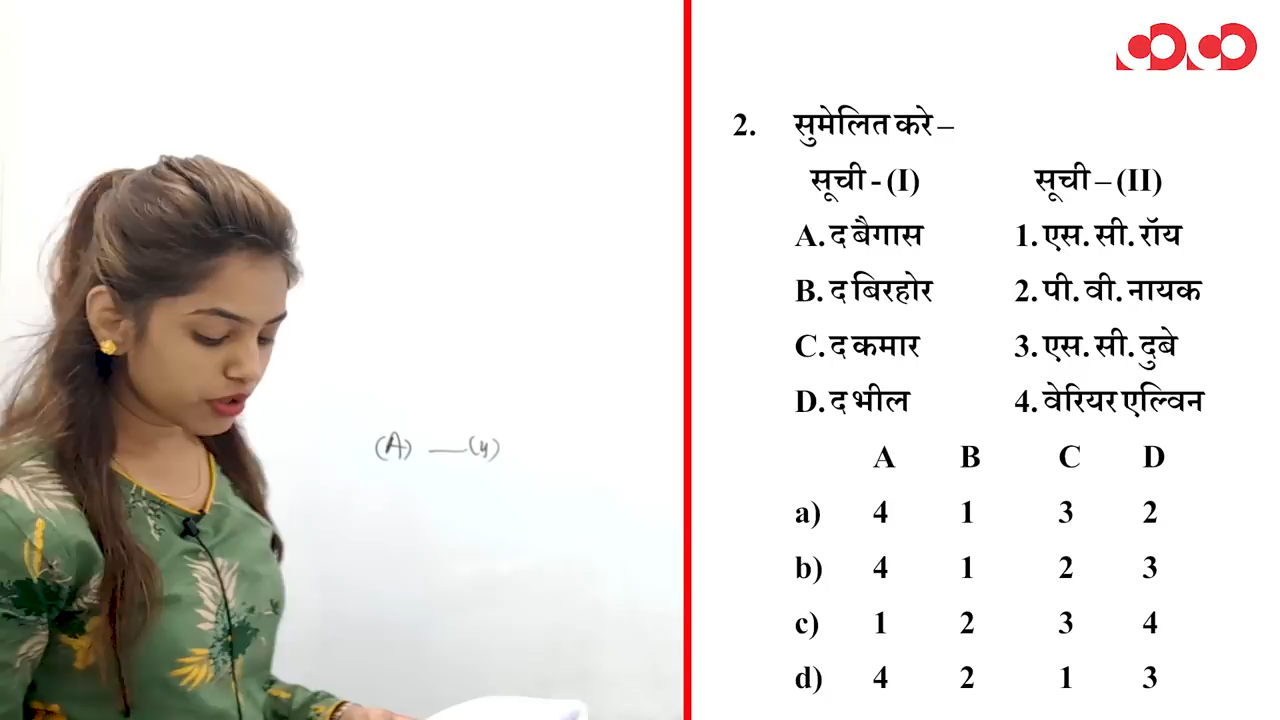 (A) — (4)
2. सुमेलित करे –
सूची - (I) सूची – (II)
A. द बैगास 1. एस. सी. रॉय
B. द बिरहोर 2. पी. वी. नायक
C. द कमार 3. एस. सी. दुबे
D. द भील 4. वेरियर एल्विन
A B C D
a) 4 1 3 2
b) 4 1 2 3
c) 1 2 3 4
d) 4 2 1 3